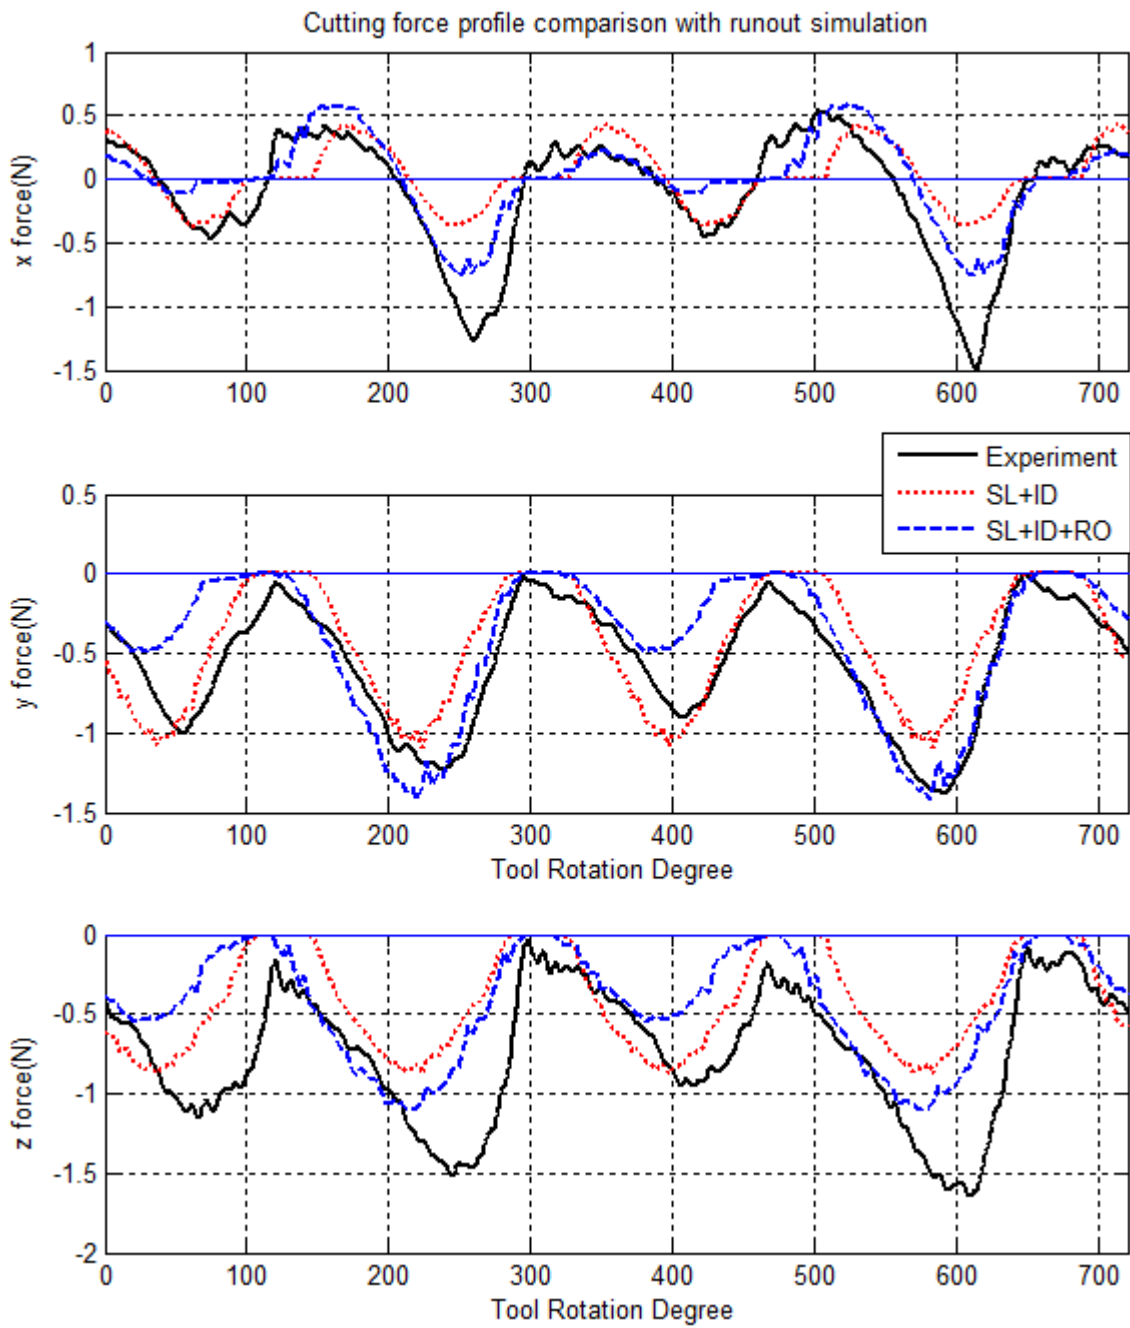 Cutting force profile comparison with runout simulation
1
0.5
0
-0.5
-1
-1.5
x force(N)
0 100 200 300 400 500 600 700
Experiment
SL+ID
SL+ID+RO
0.5
0
-0.5
-1
-1.5
y force(N)
0 100 200 300 400 500 600 700
Tool Rotation Degree
0
-0.5
-1
-1.5
-2
z force(N)
0 100 200 300 400 500 600 700
Tool Rotation Degree